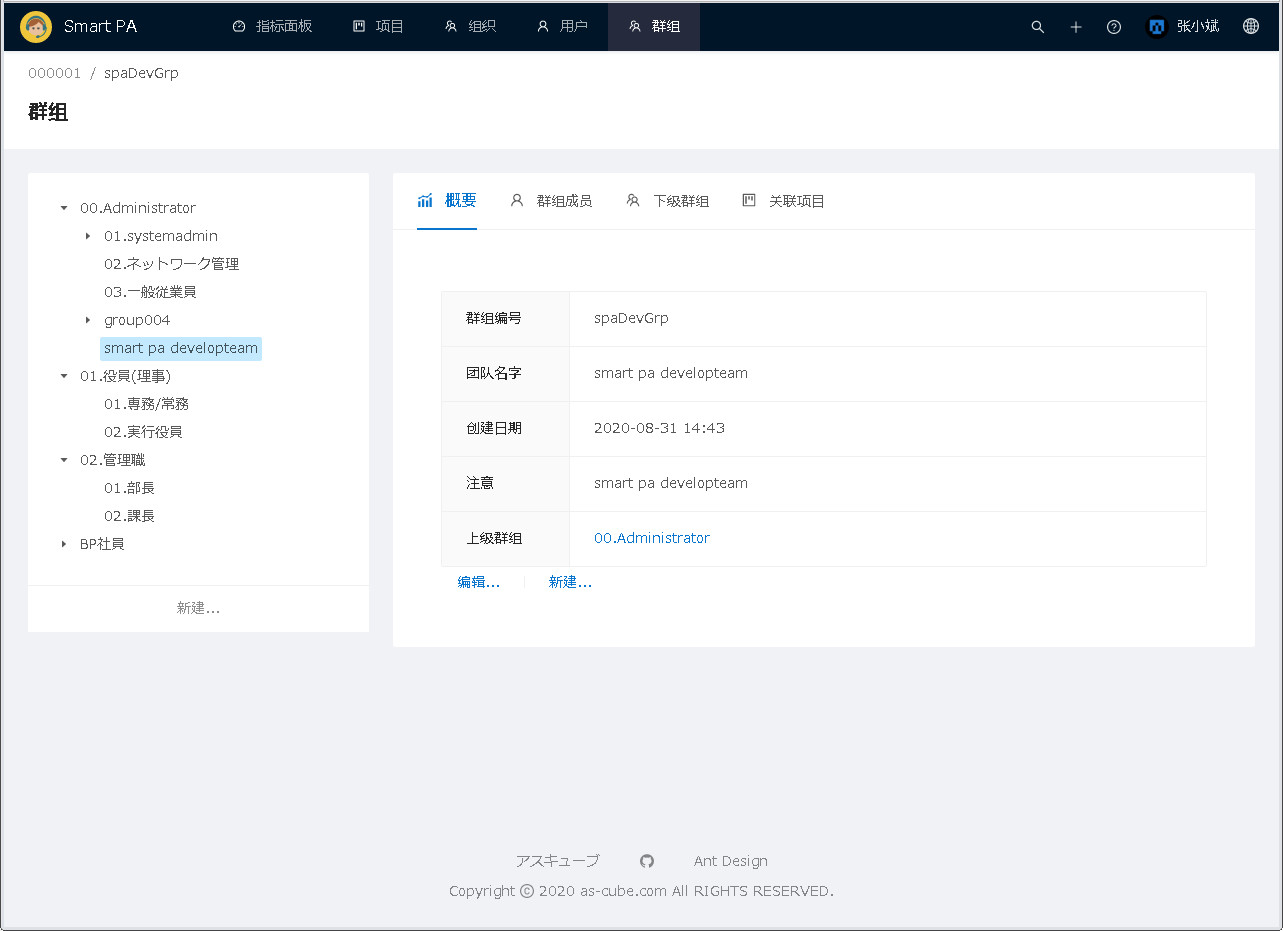 Smart PA 指标面板 项目 组织 用户 群组 张小斌
000001 / spaDevGrp
群组
00.Administrator
01.systemadmin
02.ネットワーク管理
03.一般従業員
group004
smart pa developteam
01.役員(理事)
01.専務/常務
02.実行役員
02.管理職
01.部長
02.課長
BP社員
新建...
概要 群组成员 下级群组 关联项目
群组编号 spaDevGrp
团队名字 smart pa developteam
创建日期 2020-08-31 14:43
注意 smart pa developteam
上级群组 00.Administrator
编辑... 新建...
アスキューブ Ant Design
Copyright © 2020 as-cube.com All RIGHTS RESERVED.